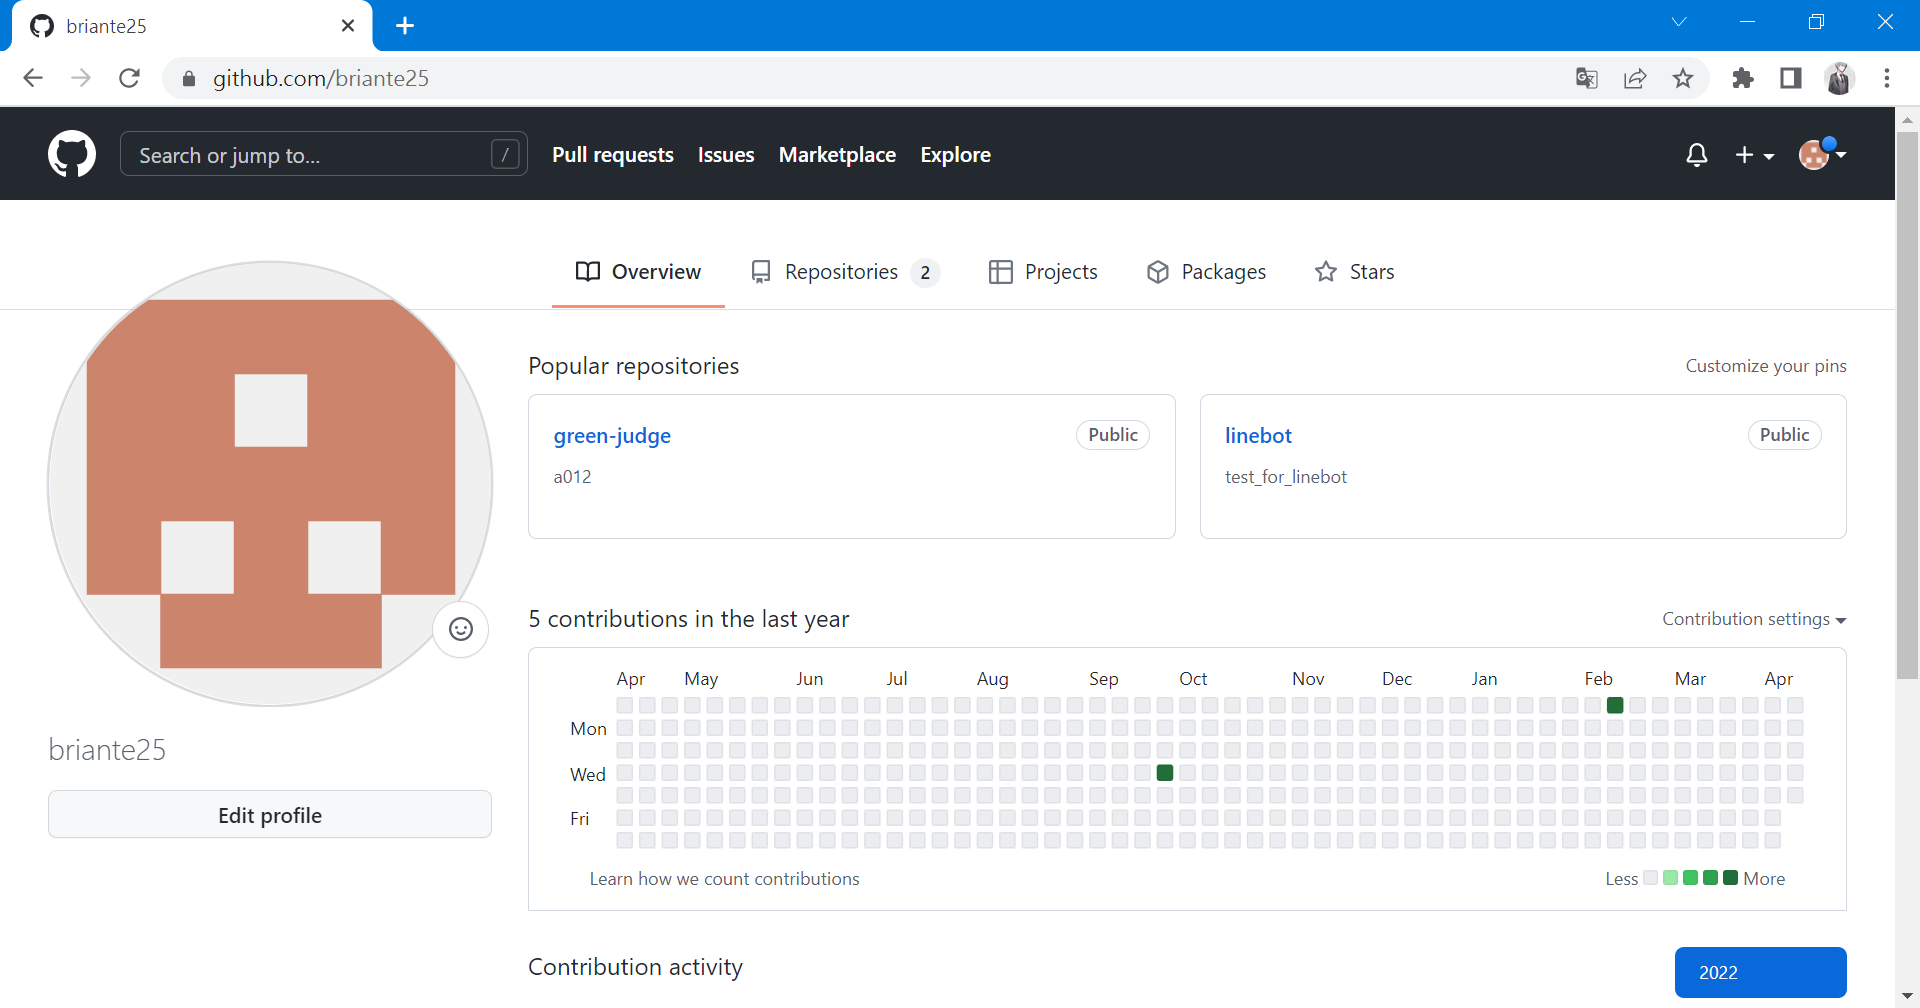 briante25
github.com/briante25
Search or jump to... /
Pull requests Issues Marketplace Explore
Overview Repositories 2 Projects Packages Stars
Popular repositories Customize your pins
green-judge Public
a012
linebot Public
test_for_linebot
5 contributions in the last year Contribution settings
Apr May Jun Jul Aug Sep Oct Nov Dec Jan Feb Mar Apr
Mon
Wed
Fri
Learn how we count contributions Less More
briante25
Edit profile
Contribution activity 2022